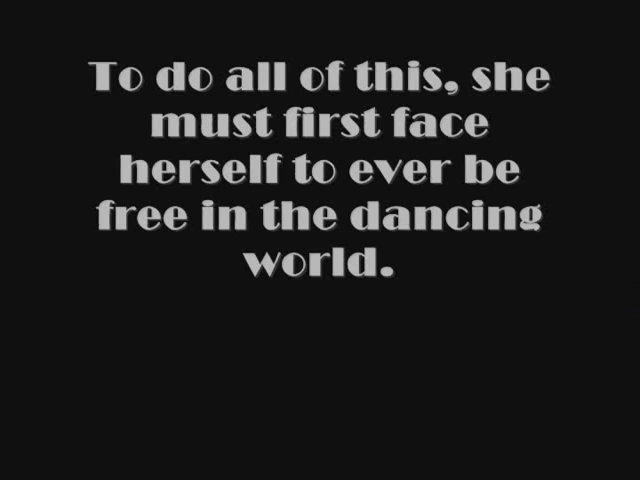 To do all of this, she
must first face
herself to ever be
free in the dancing
world.